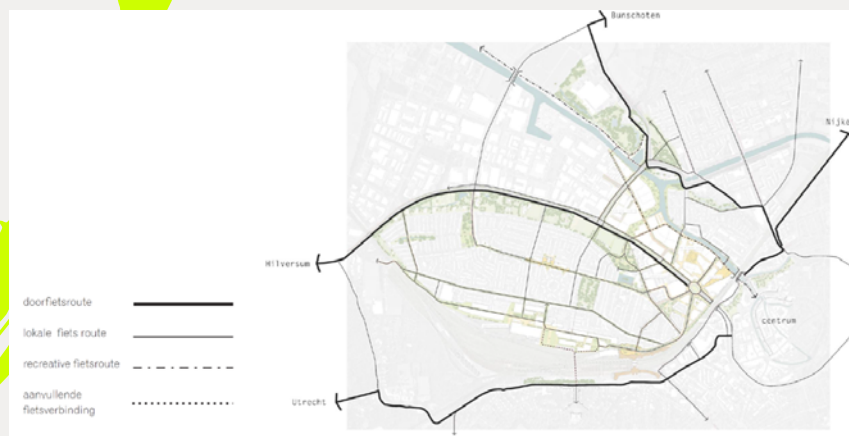 Bunschoten
Hilversum
Utrecht
centrum
doorfietsroute
lokale fiets route
recreative fietsroute
aanvullende
fietsverbinding